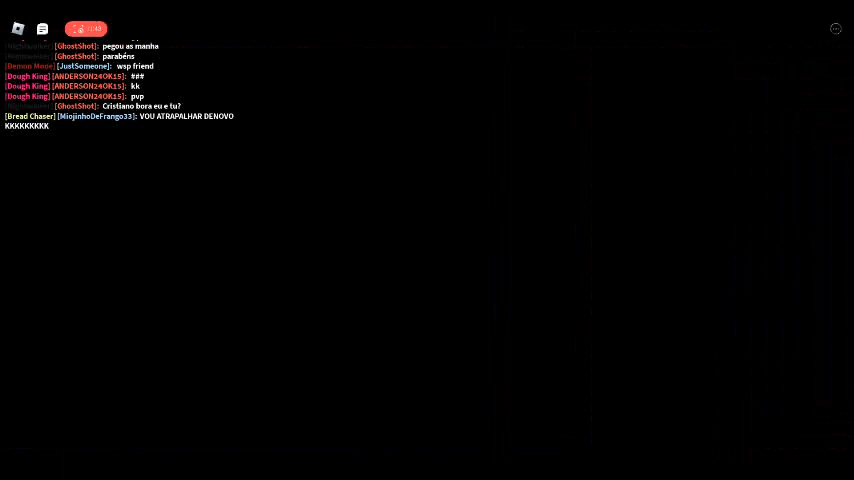 [GhostShot]: pegou as manha
[GhostShot]: parabéns
[Demon Mode] [JustSomeone]: wsp friend
[Dough King] [ANDERSON24OK15]: ###
[Dough King] [ANDERSON24OK15]: kk
[Dough King] [ANDERSON24OK15]: pvp
[GhostShot]: Cristiano bora eu e tu?
[Bread Chaser] [MiojinhoDeFrango33]: VOU ATRAPALHAR DENOVO
KKKKKKKKK